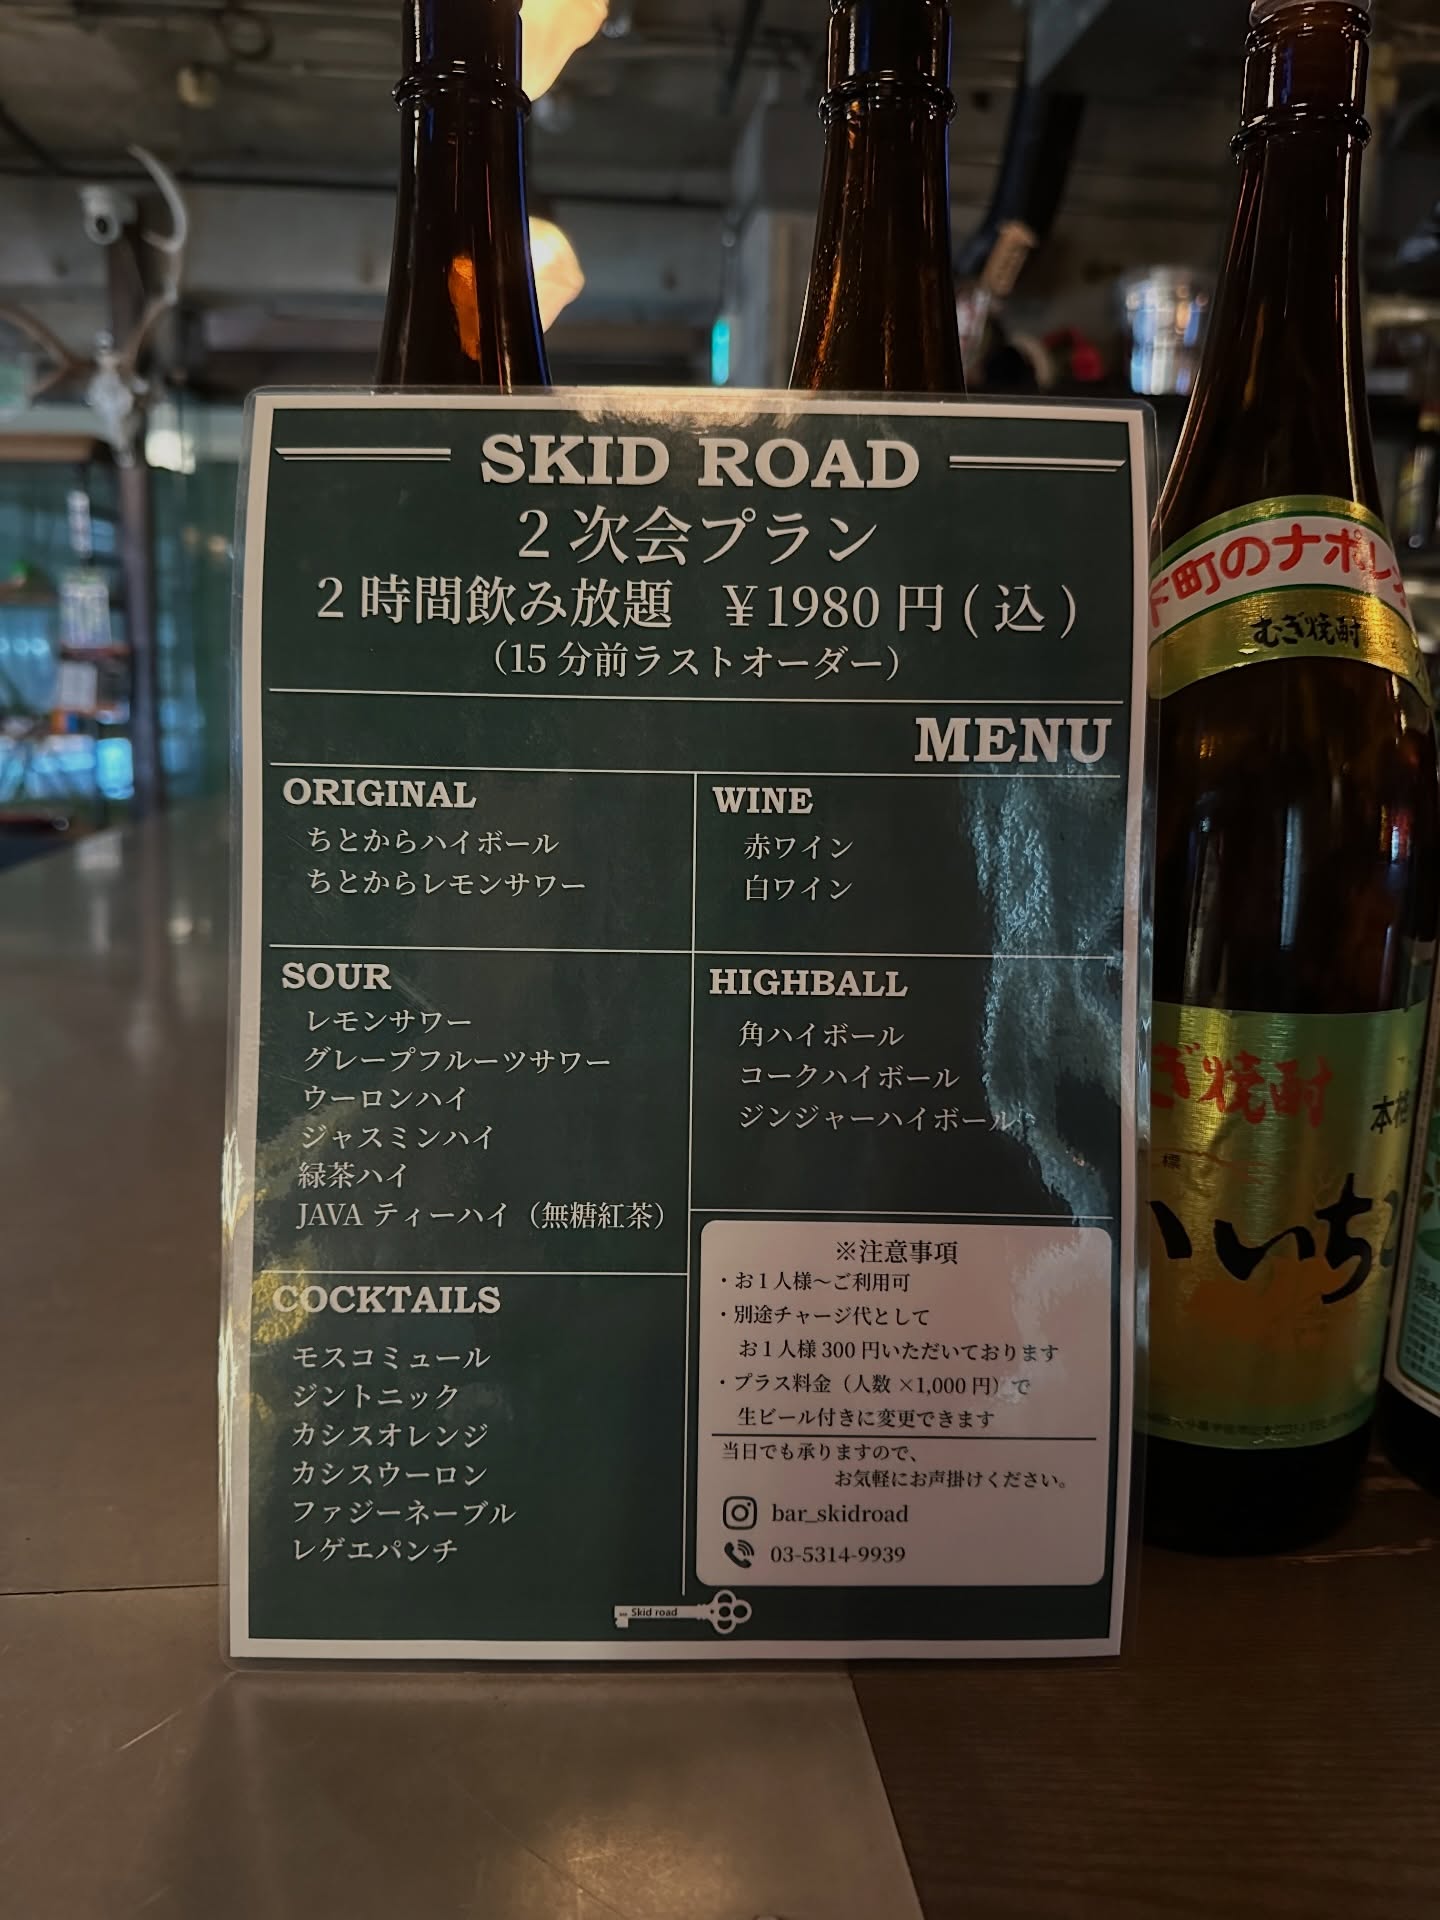 SKID ROAD
2次会プラン
2時間飲み放題　￥1980円(込)
(15分前ラストオーダー)
MENU
ORIGINAL
ちとからハイボール
ちとからレモンサワー
WINE
赤ワイン
白ワイン
SOUR
レモンサワー
グレープフルーツサワー
ウーロンハイ
ジャスミンハイ
緑茶ハイ
JAVAティーハイ（無糖紅茶）
HIGHBALL
角ハイボール
コークハイボール
ジンジャーハイボール
COCKTAILS
モスコミュール
ジントニック
カシスオレンジ
カシスウーロン
ファジーネーブル
レゲエパンチ
※注意事項
・お1人様～ご利用可
・別途チャージ代として
お1人様300円いただいております
・プラス料金（人数×1,000円）で
生ビール付きに変更できます
当日でも承りますので、
お気軽にお声掛けください。
bar_skidroad
03-5314-9939
Skid road
下町のナポレ
むぎ焼酎
ぎ焼酎
いいち